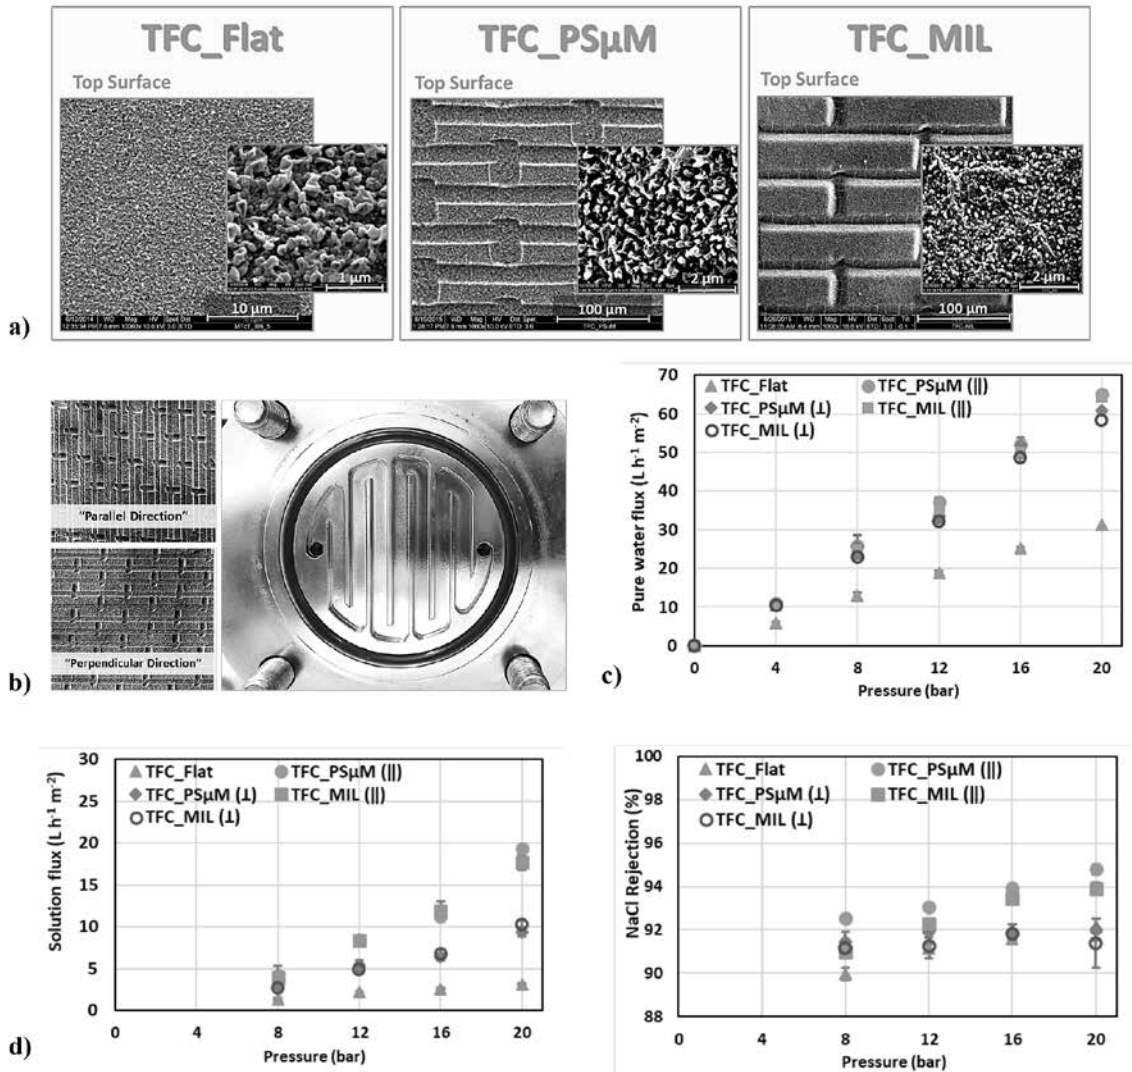 TFC_Flat
Top Surface
1 µm
10 µm
TFC_PSµM
Top Surface
2 µm
100 µm
TFC_MIL
Top Surface
2 µm
100 µm
a)
"Parallel Direction"
"Perpendicular Direction"
b)
Pure water flux (L h⁻¹ m⁻²)
70
60
50
40
30
20
10
0
TFC_Flat
TFC_PSµM (||)
TFC_PSµM (⊥)
TFC_MIL (||)
TFC_MIL (⊥)
0 4 8 12 16 20
Pressure (bar)
c)
Solution flux (L h⁻¹ m⁻²)
30
25
20
15
10
5
0
TFC_Flat
TFC_PSµM (||)
TFC_PSµM (⊥)
TFC_MIL (||)
TFC_MIL (⊥)
0 4 8 12 16 20
Pressure (bar)
d)
NaCl Rejection (%)
100
98
96
94
92
90
88
TFC_Flat
TFC_PSµM (||)
TFC_PSµM (⊥)
TFC_MIL (||)
TFC_MIL (⊥)
0 4 8 12 16 20
Pressure (bar)